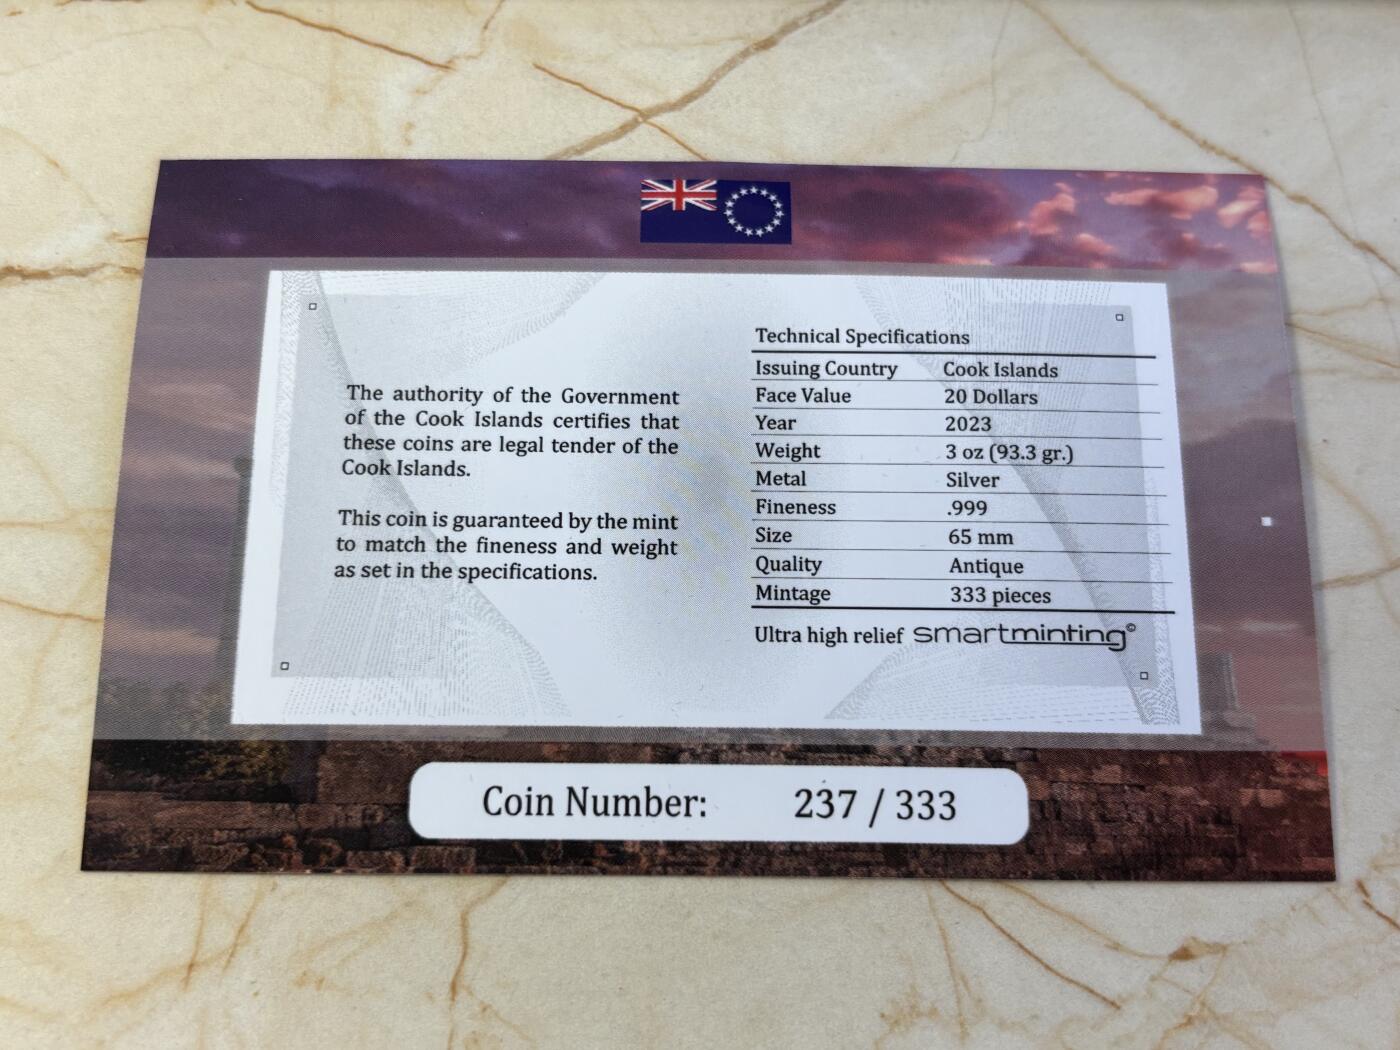 The authority of the Government
of the Cook Islands certifies that
these coins are legal tender of the
Cook Islands.
This coin is guaranteed by the mint
to match the fineness and weight
as set in the specifications.
Technical Specifications
Issuing Country Cook Islands
Face Value 20 Dollars
Year 2023
Weight 3 oz (93.3 gr.)
Metal Silver
Fineness .999
Size 65 mm
Quality Antique
Mintage 333 pieces
Ultra high relief smartminting©
Coin Number: 237 / 333